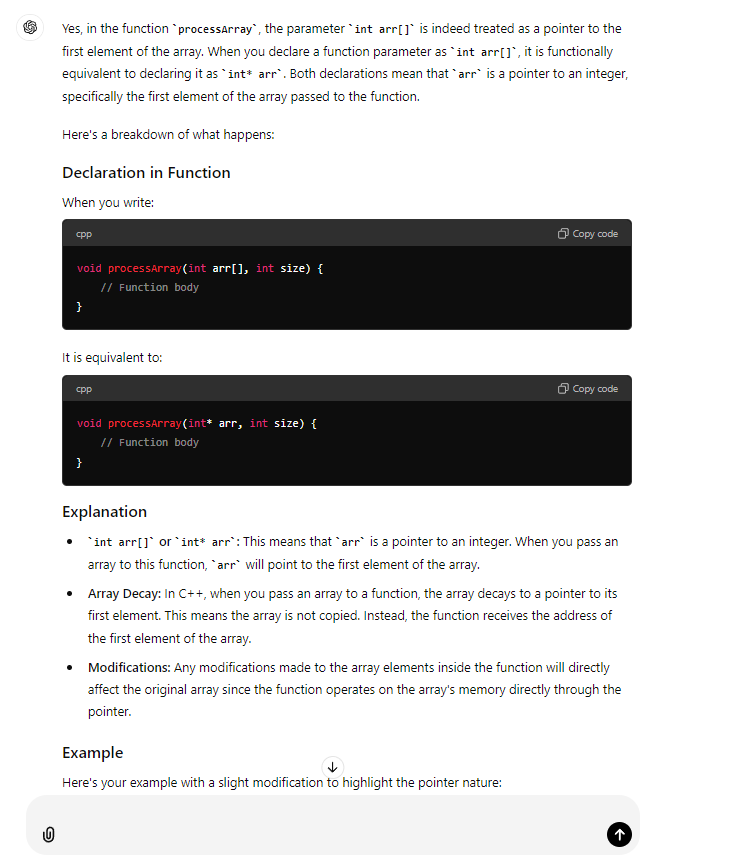 Yes, in the function `processArray`, the parameter `int arr[]` is indeed treated as a pointer to the
first element of the array. When you declare a function parameter as `int arr[]`, it is functionally
equivalent to declaring it as `int* arr`. Both declarations mean that `arr` is a pointer to an integer,
specifically the first element of the array passed to the function.
Here's a breakdown of what happens:
Declaration in Function
When you write:
cpp Copy code
void processArray(int arr[], int size) {
    // Function body
}
It is equivalent to:
cpp Copy code
void processArray(int* arr, int size) {
    // Function body
}
Explanation
• `int arr[]` or `int* arr`: This means that `arr` is a pointer to an integer. When you pass an
array to this function, `arr` will point to the first element of the array.
• Array Decay: In C++, when you pass an array to a function, the array decays to a pointer to its
first element. This means the array is not copied. Instead, the function receives the address of
the first element of the array.
• Modifications: Any modifications made to the array elements inside the function will directly
affect the original array since the function operates on the array's memory directly through the
pointer.
Example
Here's your example with a slight modification to highlight the pointer nature: